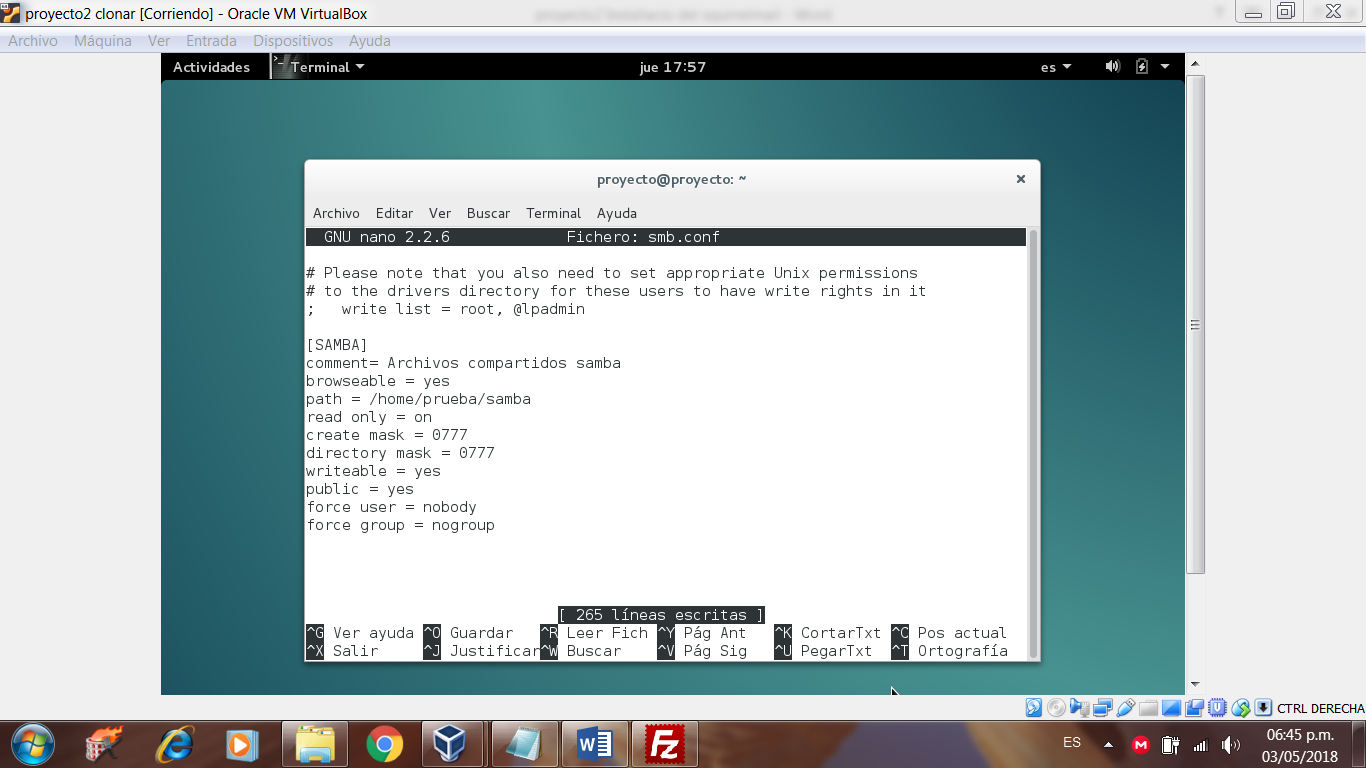 proyecto2 clonar [Corriendo] - Oracle VM VirtualBox
Archivo Máquina Ver Entrada Dispositivos Ayuda
Actividades Terminal jue 17:57 es
proyecto@proyecto: ~
Archivo Editar Ver Buscar Terminal Ayuda
GNU nano 2.2.6 Fichero: smb.conf
# Please note that you also need to set appropriate Unix permissions
# to the drivers directory for these users to have write rights in it
;   write list = root, @lpadmin
[SAMBA]
comment= Archivos compartidos samba
browseable = yes
path = /home/prueba/samba
read only = on
create mask = 0777
directory mask = 0777
writeable = yes
public = yes
force user = nobody
force group = nogroup
[ 265 líneas escritas ]
^G Ver ayuda ^O Guardar ^R Leer Fich ^Y Pág Ant ^K CortarTxt ^C Pos actual
^X Salir ^J Justificar ^W Buscar ^V Pág Sig ^U PegarTxt ^T Ortografía
CTRL DERECHA
ES 06:45 p.m.
03/05/2018